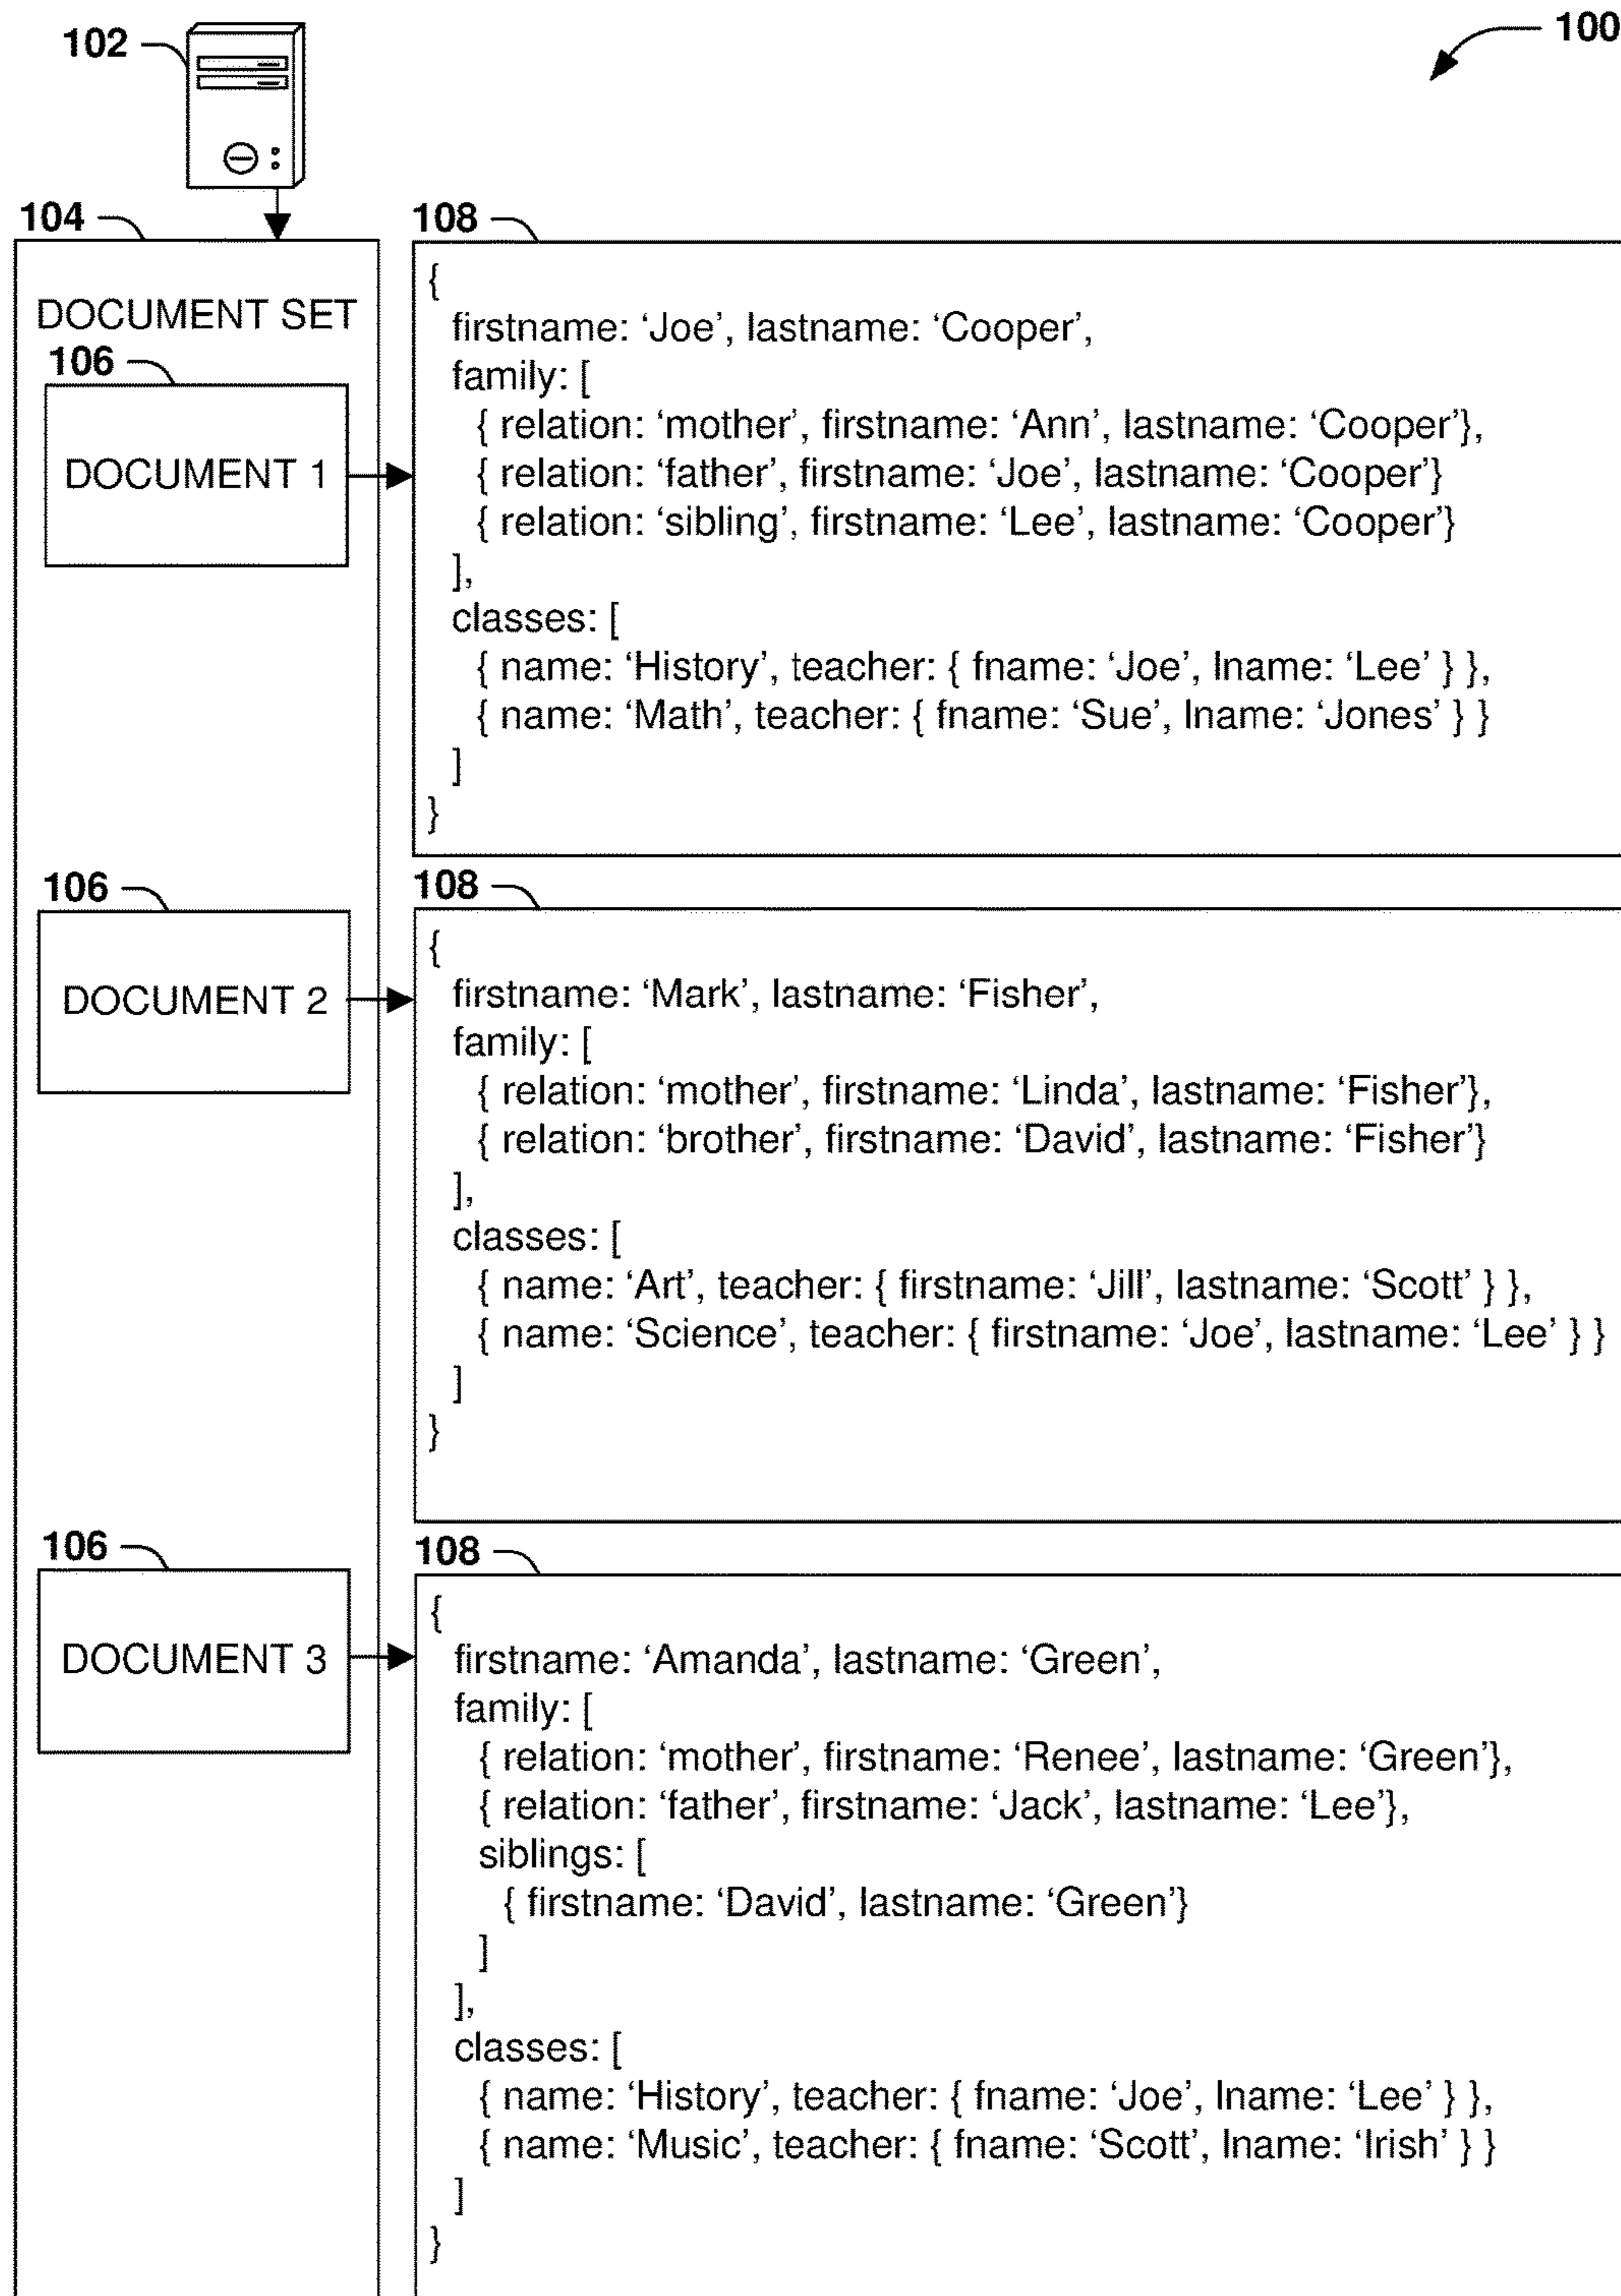 102
100
104
DOCUMENT SET
106
DOCUMENT 1
108
{
firstname: ‘Joe’, lastname: ‘Cooper’,
family: [
{ relation: ‘mother’, firstname: ‘Ann’, lastname: ‘Cooper’},
{ relation: ‘father’, firstname: ‘Joe’, lastname: ‘Cooper’}
{ relation: ‘sibling’, firstname: ‘Lee’, lastname: ‘Cooper’}
],
classes: [
{ name: ‘History’, teacher: { fname: ‘Joe’, lname: ‘Lee’ } },
{ name: ‘Math’, teacher: { fname: ‘Sue’, lname: ‘Jones’ } }
]
}
106
DOCUMENT 2
108
{
firstname: ‘Mark’, lastname: ‘Fisher’,
family: [
{ relation: ‘mother’, firstname: ‘Linda’, lastname: ‘Fisher’},
{ relation: ‘brother’, firstname: ‘David’, lastname: ‘Fisher’}
],
classes: [
{ name: ‘Art’, teacher: { firstname: ‘Jill’, lastname: ‘Scott’ } },
{ name: ‘Science’, teacher: { firstname: ‘Joe’, lastname: ‘Lee’ } }
]
}
106
DOCUMENT 3
108
{
firstname: ‘Amanda’, lastname: ‘Green’,
family: [
{ relation: ‘mother’, firstname: ‘Renee’, lastname: ‘Green’},
{ relation: ‘father’, firstname: ‘Jack’, lastname: ‘Lee’},
siblings: [
{ firstname: ‘David’, lastname: ‘Green’}
]
],
classes: [
{ name: ‘History’, teacher: { fname: ‘Joe’, lname: ‘Lee’ } },
{ name: ‘Music’, teacher: { fname: ‘Scott’, lname: ‘Irish’ } }
]
}